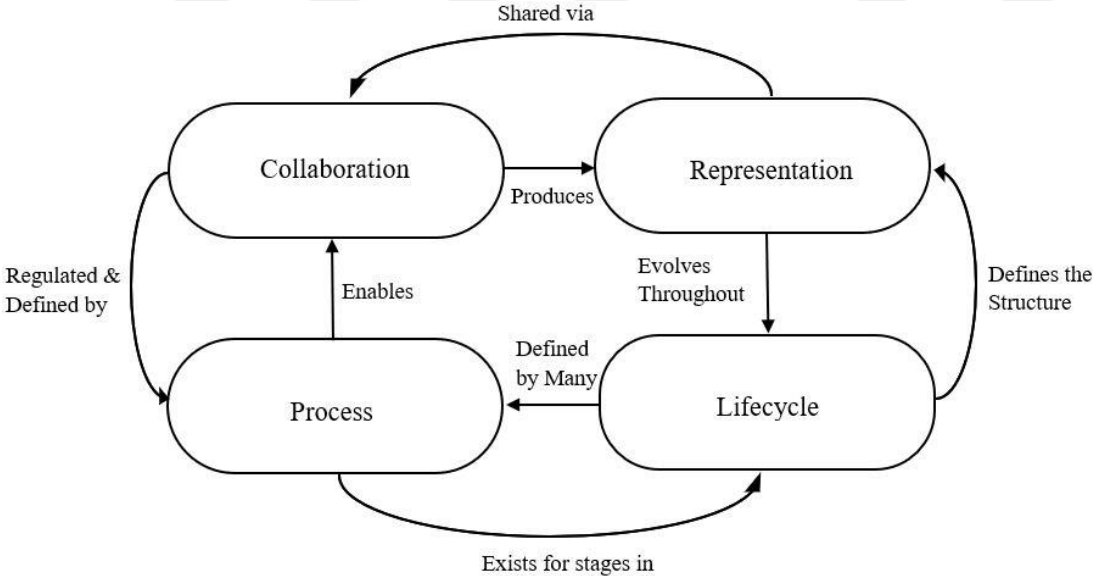 Shared via
Collaboration
Representation
Produces
Regulated &
Defined by
Enables
Evolves
Throughout
Defines the
Structure
Defined
by Many
Process
Lifecycle
Exists for stages in